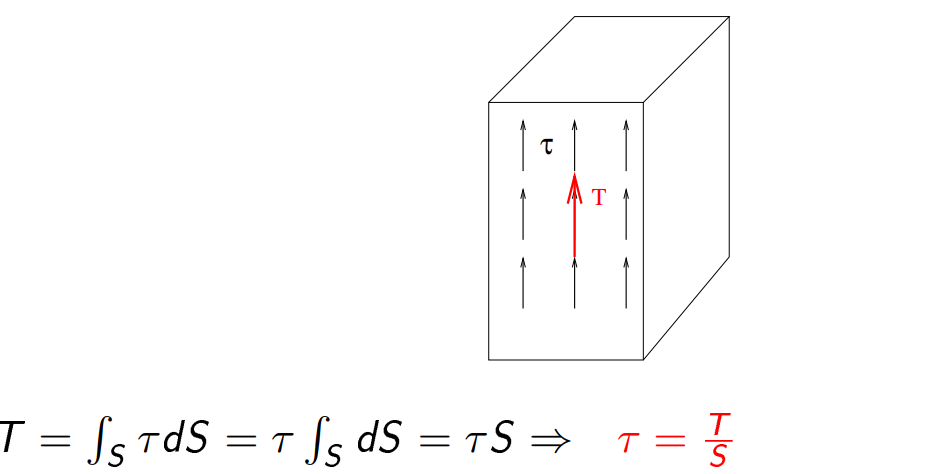 τ
T
T = ∫_S τdS = τ ∫_S dS = τS ⇒ τ = T/S